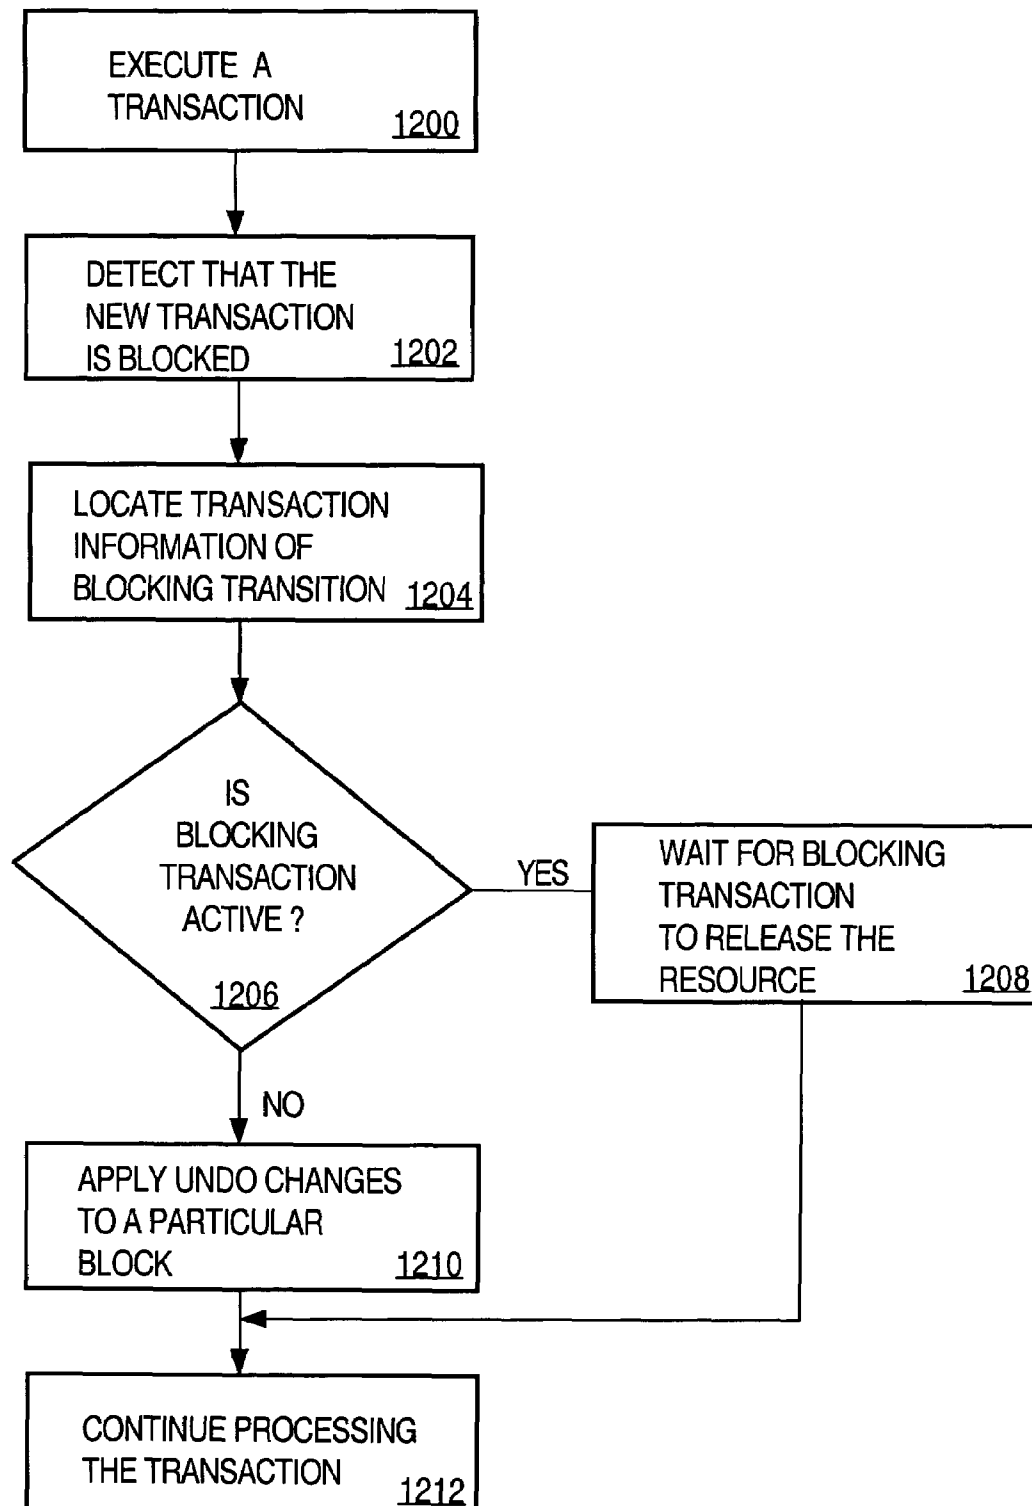 EXECUTE A
TRANSACTION
1200
DETECT THAT THE
NEW TRANSACTION
IS BLOCKED
1202
LOCATE TRANSACTION
INFORMATION OF
BLOCKING TRANSITION
1204
IS
BLOCKING
TRANSACTION
ACTIVE ?
1206
YES
WAIT FOR BLOCKING
TRANSACTION
TO RELEASE THE
RESOURCE
1208
NO
APPLY UNDO CHANGES
TO A PARTICULAR
BLOCK
1210
CONTINUE PROCESSING
THE TRANSACTION
1212